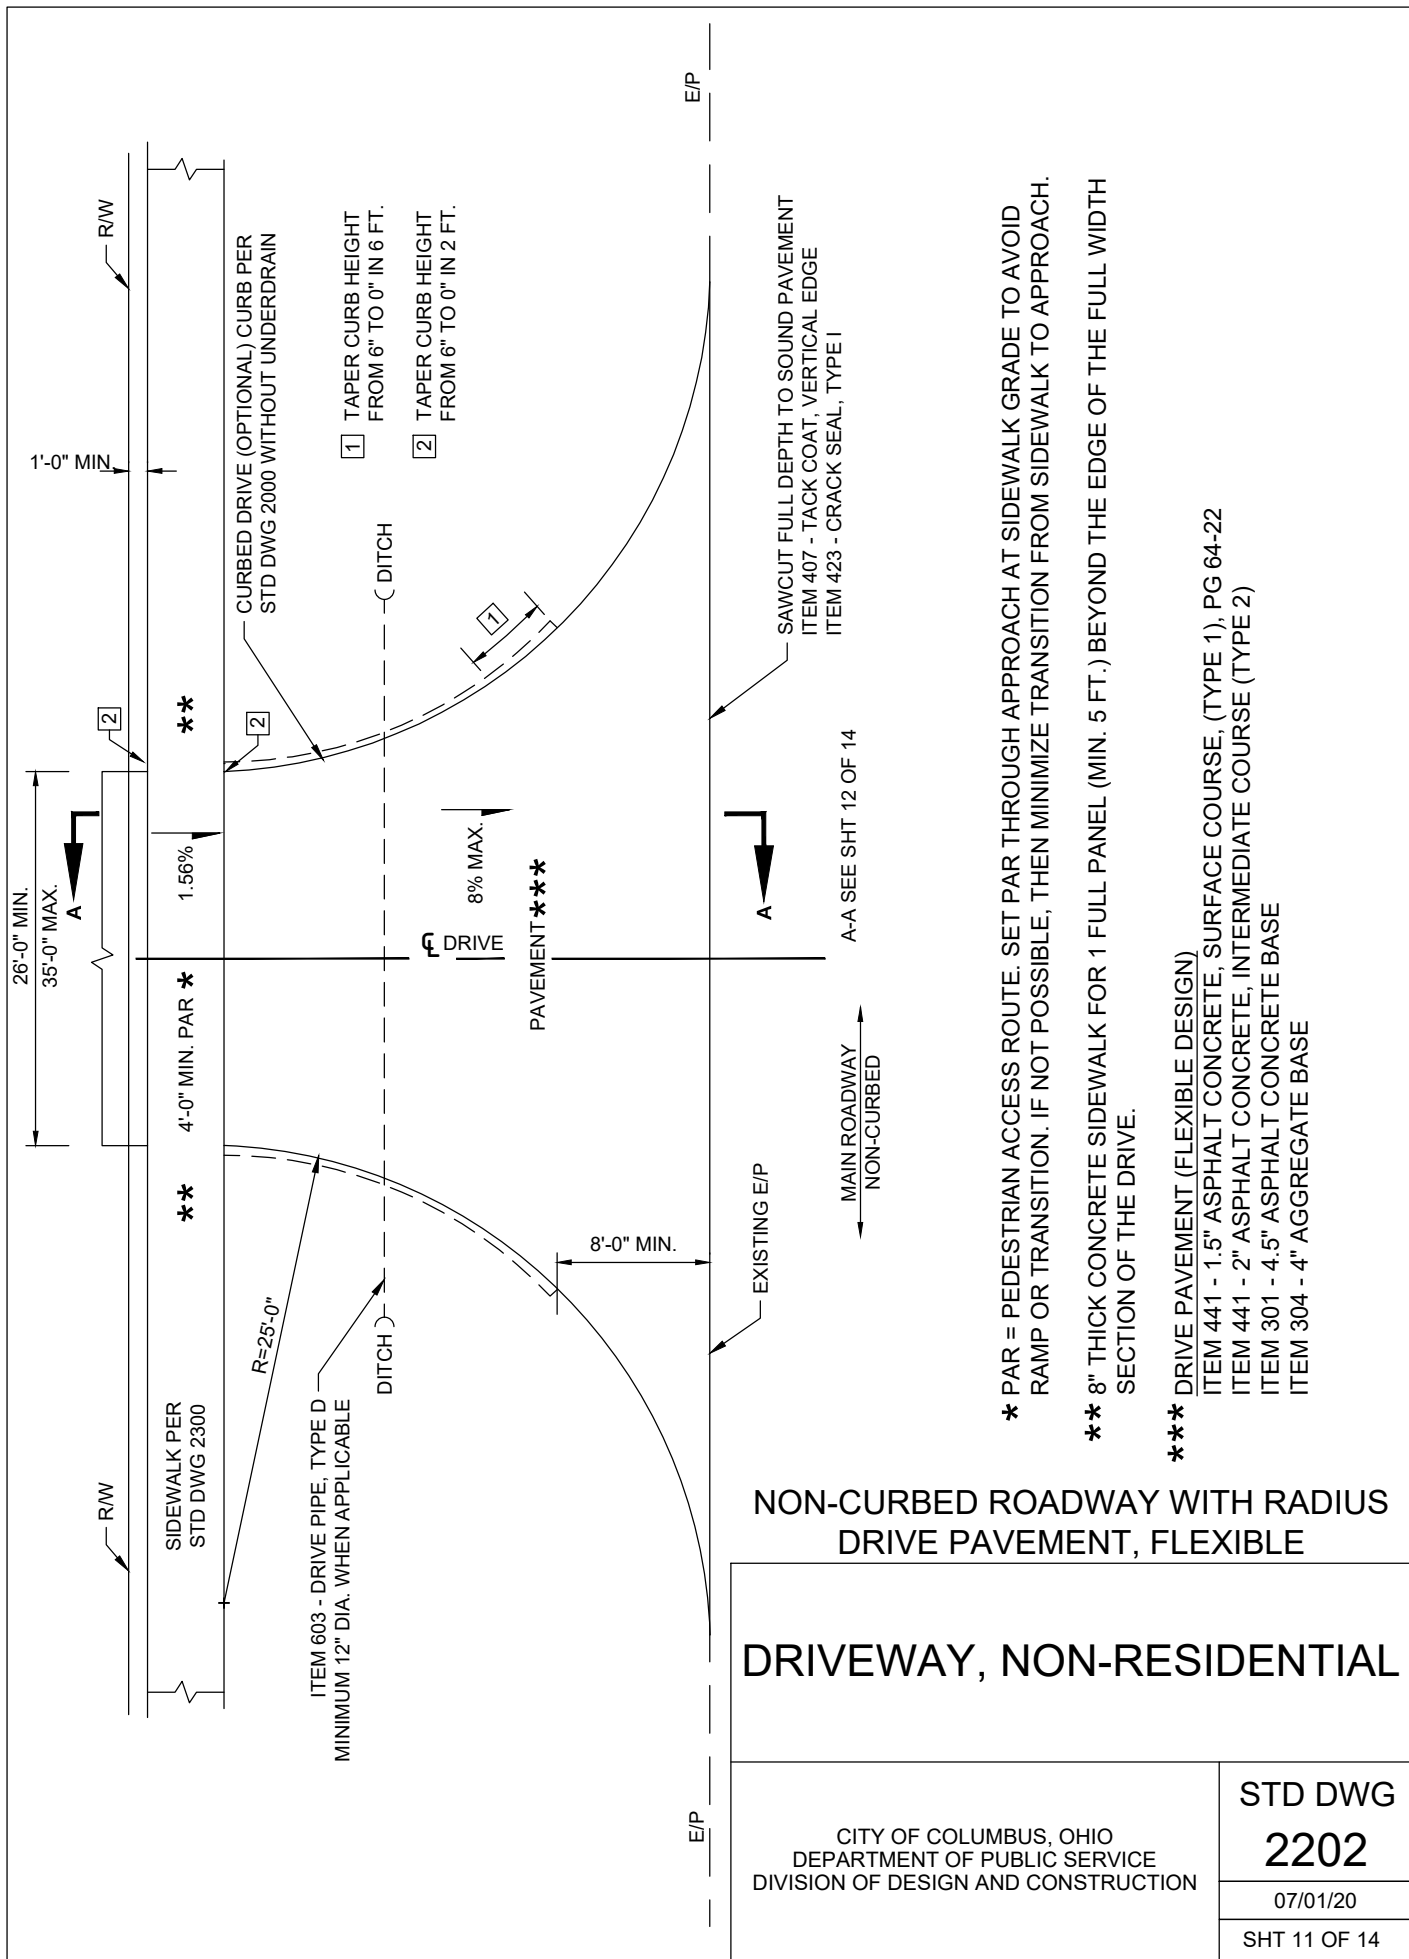 26'-0" MIN.
35'-0" MAX.
A
1'-0" MIN.
R/W
R/W
2
**
1.56%
4'-0" MIN. PAR *
**
SIDEWALK PER
STD DWG 2300
2
CURBED DRIVE (OPTIONAL) CURB PER
STD DWG 2000 WITHOUT UNDERDRAIN
1 TAPER CURB HEIGHT
FROM 6" TO 0" IN 6 FT.
2 TAPER CURB HEIGHT
FROM 6" TO 0" IN 2 FT.
R=25'-0"
ITEM 603 - DRIVE PIPE, TYPE D
MINIMUM 12" DIA. WHEN APPLICABLE
DITCH
DITCH
℄ DRIVE
8% MAX.
PAVEMENT ***
1
8'-0" MIN.
E/P
E/P
A
EXISTING E/P
SAWCUT FULL DEPTH TO SOUND PAVEMENT
ITEM 407 - TACK COAT, VERTICAL EDGE
ITEM 423 - CRACK SEAL, TYPE I
MAIN ROADWAY
NON-CURBED
A-A SEE SHT 12 OF 14
* PAR = PEDESTRIAN ACCESS ROUTE. SET PAR THROUGH APPROACH AT SIDEWALK GRADE TO AVOID
RAMP OR TRANSITION. IF NOT POSSIBLE, THEN MINIMIZE TRANSITION FROM SIDEWALK TO APPROACH.
** 8" THICK CONCRETE SIDEWALK FOR 1 FULL PANEL (MIN. 5 FT.) BEYOND THE EDGE OF THE FULL WIDTH
SECTION OF THE DRIVE.
*** DRIVE PAVEMENT (FLEXIBLE DESIGN)
ITEM 441 - 1.5" ASPHALT CONCRETE, SURFACE COURSE, (TYPE 1), PG 64-22
ITEM 441 - 2" ASPHALT CONCRETE, INTERMEDIATE COURSE (TYPE 2)
ITEM 301 - 4.5" ASPHALT CONCRETE BASE
ITEM 304 - 4" AGGREGATE BASE
NON-CURBED ROADWAY WITH RADIUS
DRIVE PAVEMENT, FLEXIBLE
DRIVEWAY, NON-RESIDENTIAL
CITY OF COLUMBUS, OHIO
DEPARTMENT OF PUBLIC SERVICE
DIVISION OF DESIGN AND CONSTRUCTION
STD DWG
2202
07/01/20
SHT 11 OF 14